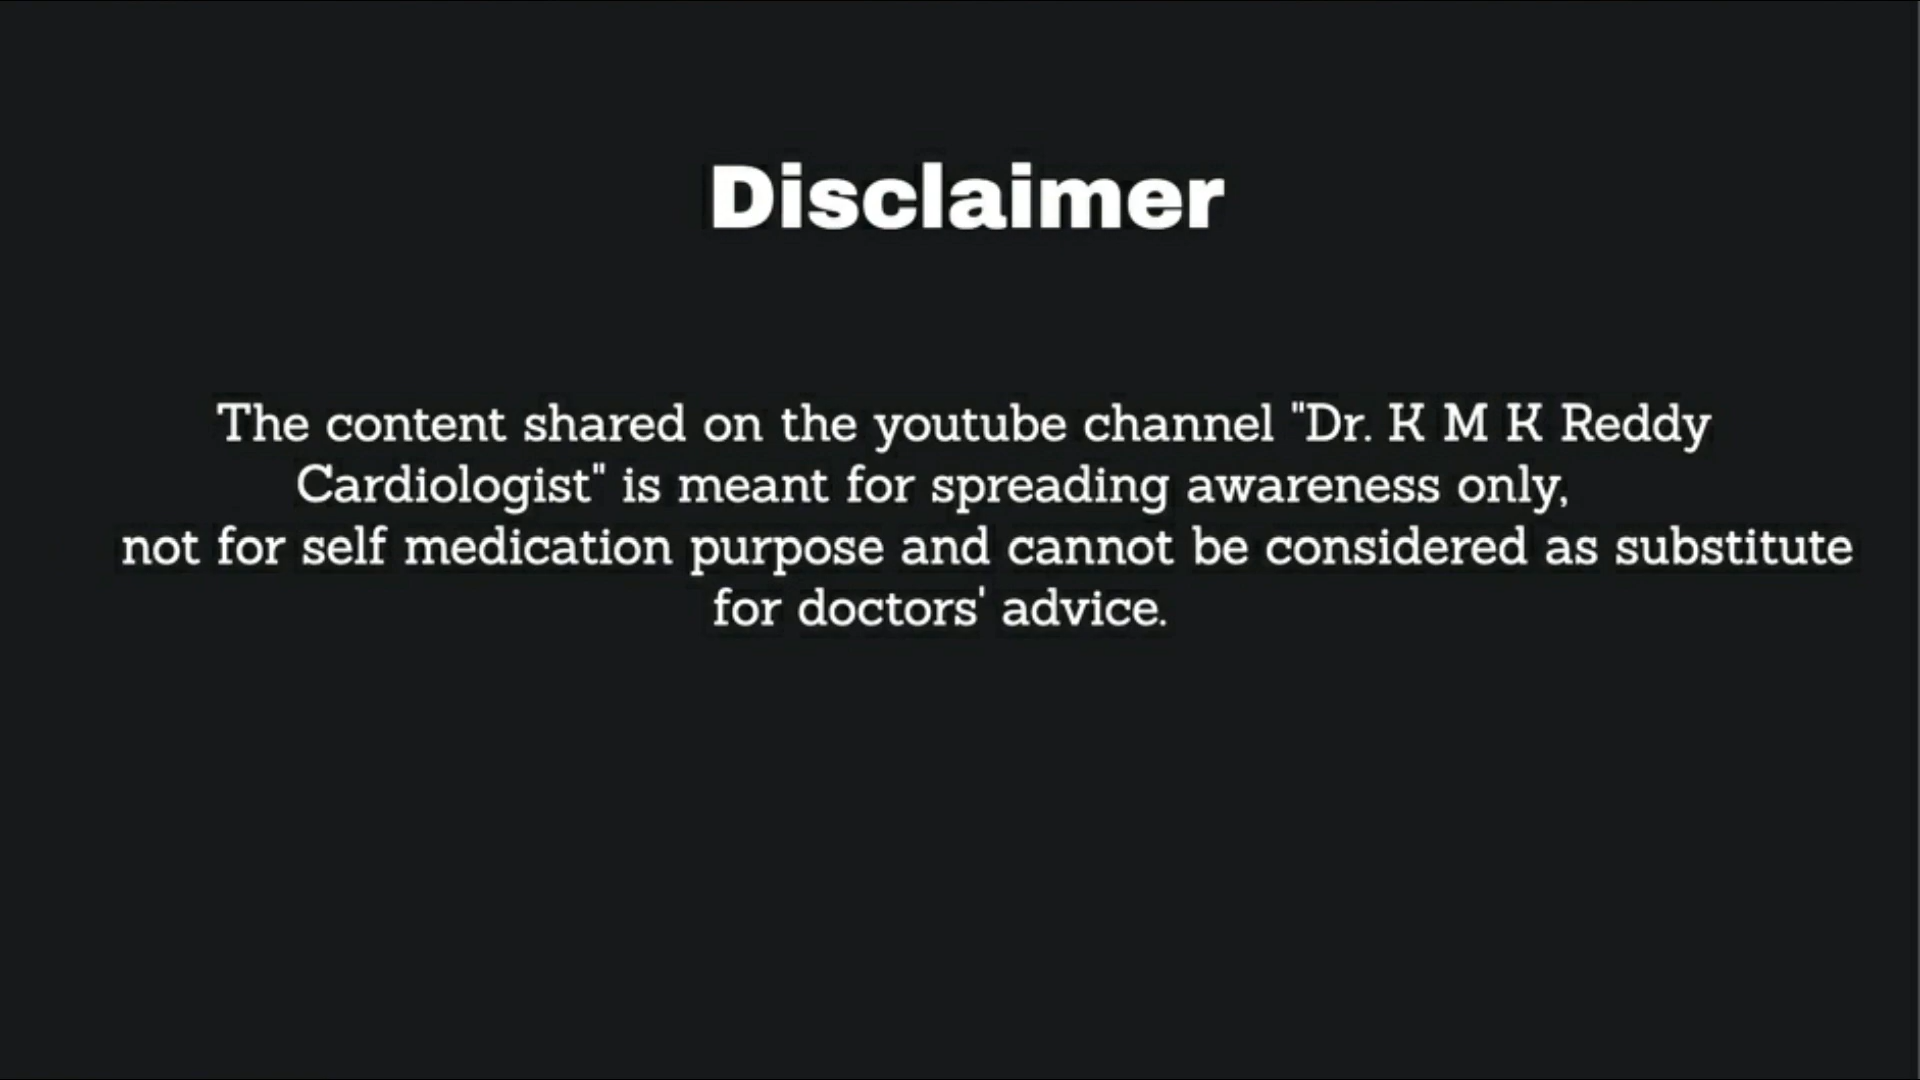 Disclaimer
The content shared on the youtube channel "Dr. K M K Reddy
Cardiologist" is meant for spreading awareness only,
not for self medication purpose and cannot be considered as substitute
for doctors' advice.